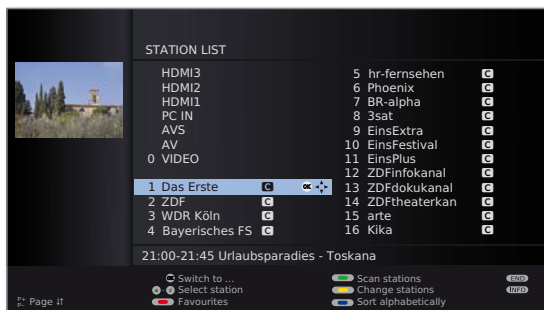 STATION LIST
HDMI3
HDMI2
HDMI1
PC IN
AVS
AV
0 VIDEO
1 Das Erste C OK
2 ZDF C
3 WDR Köln C
4 Bayerisches FS C
5 hr-fernsehen C
6 Phoenix C
7 BR-alpha C
8 3sat C
9 EinsExtra C
10 EinsFestival C
11 EinsPlus C
12 ZDFinfokanal C
13 ZDFdokukanal C
14 ZDFtheaterkan C
15 arte C
16 Kika C
21:00-21:45 Urlaubsparadies - Toskana
OK Switch to ...
Select station
Favourites
Scan stations
Change stations
Sort alphabetically
END
INFO
P+ P- Page